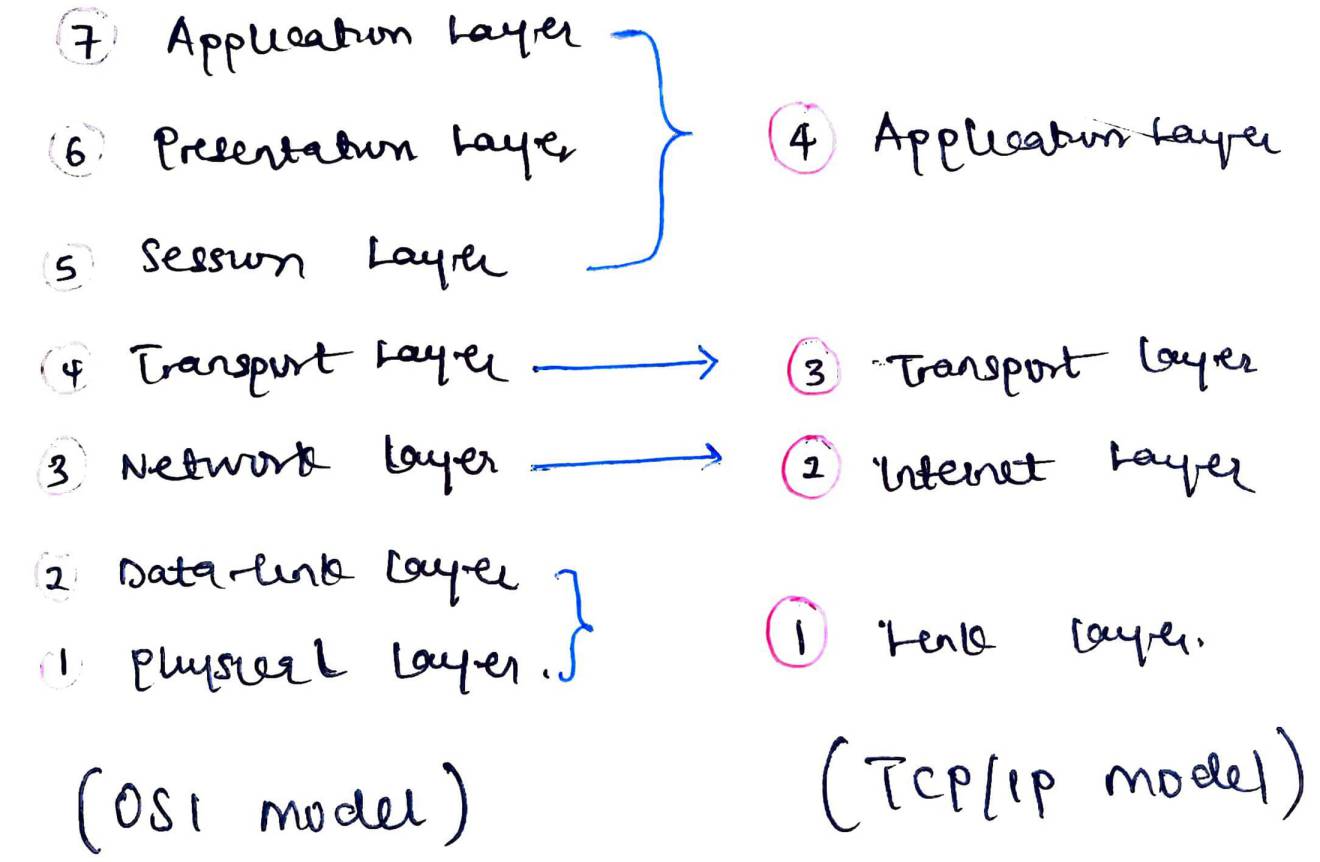 7 Application Layer
6 Presentation Layer
4 Application Layer
5 Session Layer
4 Transport Layer
3 Transport Layer
3 Network Layer
2 Internet Layer
2 Data-link Layer
1 Physical Layer.
1 Link Layer.
(OSI model)
(TCP/IP model)